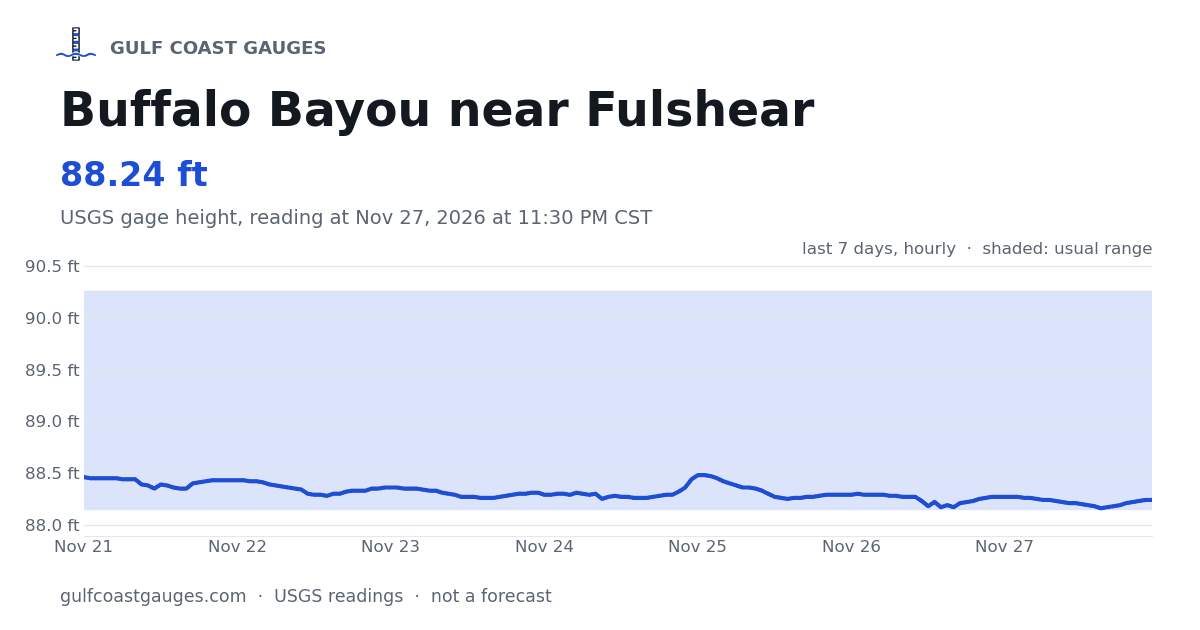 GULF COAST GAUGES
Buffalo Bayou near Fulshear
88.24 ft
USGS gage height, reading at Nov 27, 2026 at 11:30 PM CST
last 7 days, hourly · shaded: usual range
90.5 ft
90.0 ft
89.5 ft
89.0 ft
88.5 ft
88.0 ft
Nov 21 Nov 22 Nov 23 Nov 24 Nov 25 Nov 26 Nov 27
gulfcoastgauges.com · USGS readings · not a forecast